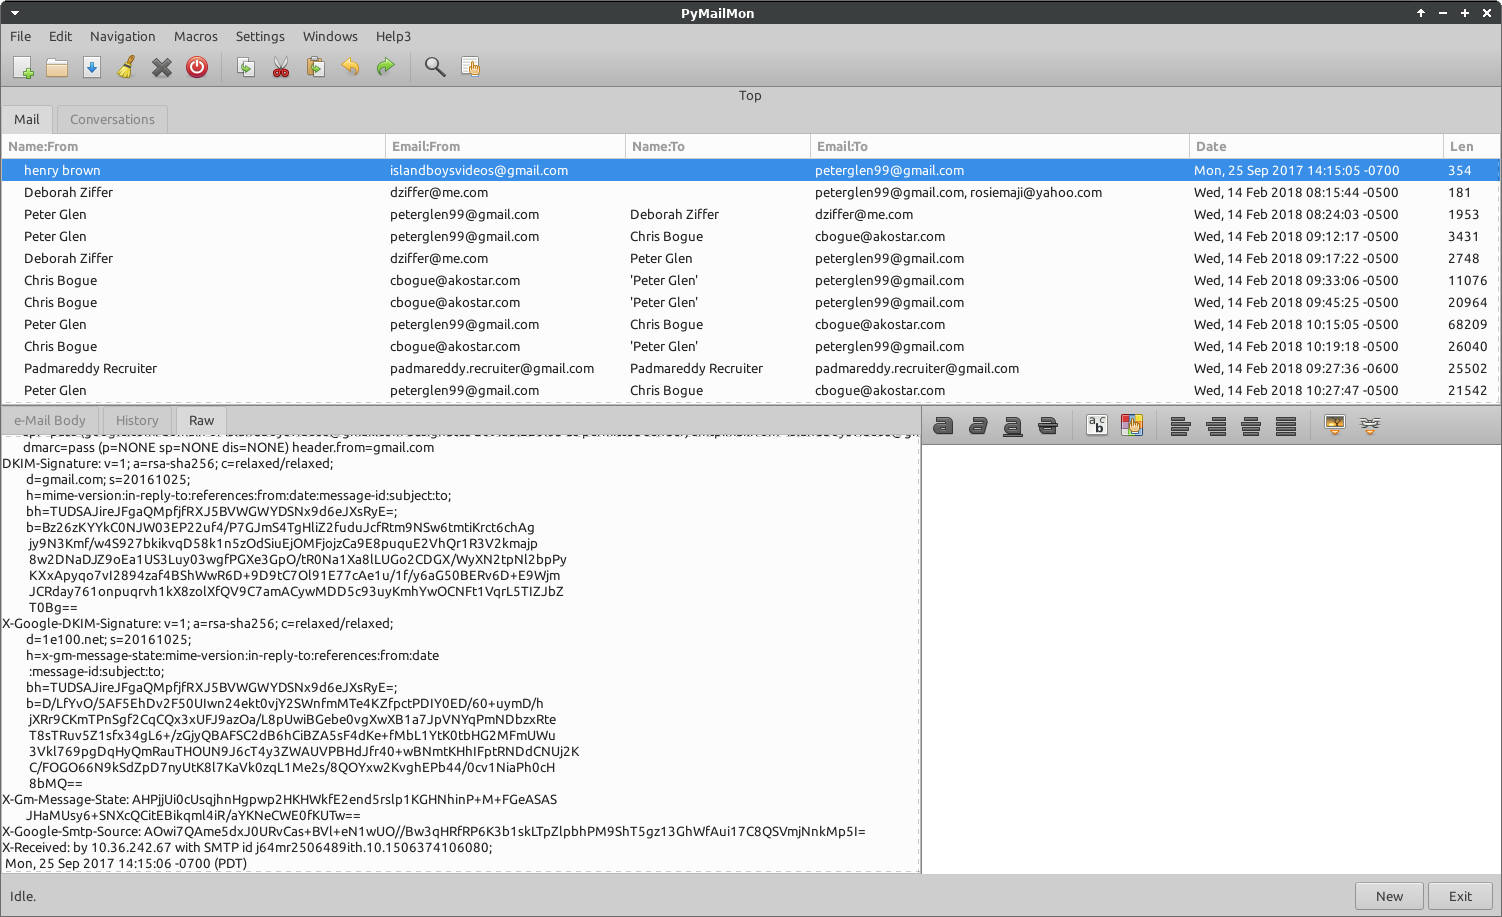 PyMailMon
File Edit Navigation Macros Settings Windows Help3
Top
Mail Conversations
Name:From Email:From Name:To Email:To Date Len
henry brown islandboysvideos@gmail.com peterglen99@gmail.com Mon, 25 Sep 2017 14:15:05 -0700 354
Deborah Ziffer dziffer@me.com peterglen99@gmail.com, rosiemaji@yahoo.com Wed, 14 Feb 2018 08:15:44 -0500 181
Peter Glen peterglen99@gmail.com Deborah Ziffer dziffer@me.com Wed, 14 Feb 2018 08:24:03 -0500 1953
Peter Glen peterglen99@gmail.com Chris Bogue cbogue@akostar.com Wed, 14 Feb 2018 09:12:17 -0500 3431
Deborah Ziffer dziffer@me.com Peter Glen peterglen99@gmail.com Wed, 14 Feb 2018 09:17:22 -0500 2748
Chris Bogue cbogue@akostar.com 'Peter Glen' peterglen99@gmail.com Wed, 14 Feb 2018 09:33:06 -0500 11076
Chris Bogue cbogue@akostar.com 'Peter Glen' peterglen99@gmail.com Wed, 14 Feb 2018 09:45:25 -0500 20964
Peter Glen peterglen99@gmail.com Chris Bogue cbogue@akostar.com Wed, 14 Feb 2018 10:15:05 -0500 68209
Chris Bogue cbogue@akostar.com 'Peter Glen' peterglen99@gmail.com Wed, 14 Feb 2018 10:19:18 -0500 26040
Padmareddy Recruiter padmareddy.recruiter@gmail.com Padmareddy Recruiter padmareddy.recruiter@gmail.com Wed, 14 Feb 2018 09:27:36 -0600 25502
Peter Glen peterglen99@gmail.com Chris Bogue cbogue@akostar.com Wed, 14 Feb 2018 10:27:47 -0500 21542
e-Mail Body History Raw
dmarc=pass (p=NONE sp=NONE dis=NONE) header.from=gmail.com
DKIM-Signature: v=1; a=rsa-sha256; c=relaxed/relaxed;
d=gmail.com; s=20161025;
h=mime-version:in-reply-to:references:from:date:message-id:subject:to;
bh=TUDSAJireJFgaQMpfjfRXJ5BVWGWYDSNx9d6eJXsRyE=;
b=Bz26zKYYkC0NJW03EP22uf4/P7GJmS4TgHliZ2fuduJcfRtm9NSw6tmtiKrct6chAg
jy9N3Kmf/w4S927bkikvqD58k1n5zOdSiuEjOMFjojzCa9E8puquE2VhQr1R3V2kmajp
8w2DNaDJZ9oEa1US3Luy03wgfPGXe3GpO/tR0Na1Xa8lLUGo2CDGX/WyXN2tpNl2bpPy
KXxApyqo7vI2894zaf4BShWwR6D+9D9tC7Ol91E77cAe1u/1f/y6aG50BERv6D+E9Wjm
JCRday761onpuqrvh1kX8zolXfQV9C7amACywMDD5c93uyKmhYwOCNFt1VqrL5TIZJbZ
T0Bg==
X-Google-DKIM-Signature: v=1; a=rsa-sha256; c=relaxed/relaxed;
d=1e100.net; s=20161025;
h=x-gm-message-state:mime-version:in-reply-to:references:from:date
:message-id:subject:to;
bh=TUDSAJireJFgaQMpfjfRXJ5BVWGWYDSNx9d6eJXsRyE=;
b=D/LfYvO/5AF5EhDv2F50UIwn24ekt0vjY2SWnfmMTe4KZfpctPDIY0ED/60+uymD/h
jXRr9CKmTPnSgf2CqCQx3xUFJ9azOa/L8pUwiBGebe0vgXwXB1a7JpVNYqPmNDbzxRte
T8sTRuv5Z1sfx34gL6+/zGjyQBAFSC2dB6hCiBZA5sF4dKe+fMbL1YtK0tbHG2MFmUWu
3Vkl769pgDqHyQmRauTHOUN9J6cT4y3ZWAUVPBHdJfr40+wBNmtKHhIFptRNDdCNUj2K
C/FOGO66N9kSdZpD7nyUtK8l7KaVk0zqL1Me2s/8QOYxw2KvghEPb44/0cv1NiaPh0cH
8bMQ==
X-Gm-Message-State: AHPjjUi0cUsqjhnHgpwp2HKHWkfE2end5rslp1KGHNhinP+M+FGeASAS
JHaMUsy6+SNXcQCitEBikqml4iR/aYKNeCWE0fKUTw==
X-Google-Smtp-Source: AOwi7QAme5dxJ0URvCas+BVl+eN1wUO//Bw3qHRfRP6K3b1skLTpZlpbhPM9ShT5gz13GhWfAui17C8QSVmjNnkMp5I=
X-Received: by 10.36.242.67 with SMTP id j64mr2506489ith.10.1506374106080;
Mon, 25 Sep 2017 14:15:06 -0700 (PDT)
Idle. New Exit